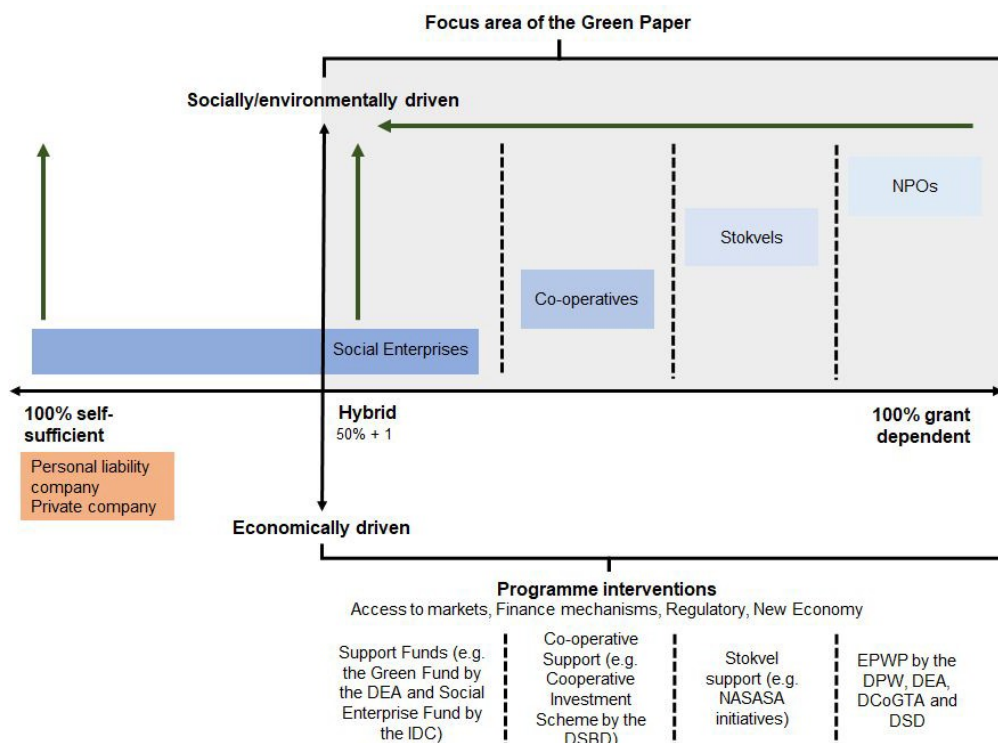 Focus area of the Green Paper
Socially/environmentally driven
NPOs
Stokvels
Co-operatives
Social Enterprises
100% self-
sufficient
Hybrid
50% + 1
100% grant
dependent
Personal liability
company
Private company
Economically driven
Programme interventions
Access to markets, Finance mechanisms, Regulatory, New Economy
Support Funds (e.g.
the Green Fund by
the DEA and Social
Enterprise Fund by
the IDC)
Co-operative
Support (e.g.
Cooperative
Investment
Scheme by the
DSBD)
Stokvel
support (e.g.
NASASA
initiatives)
EPWP by the
DPW, DEA,
DCoGTA and
DSD